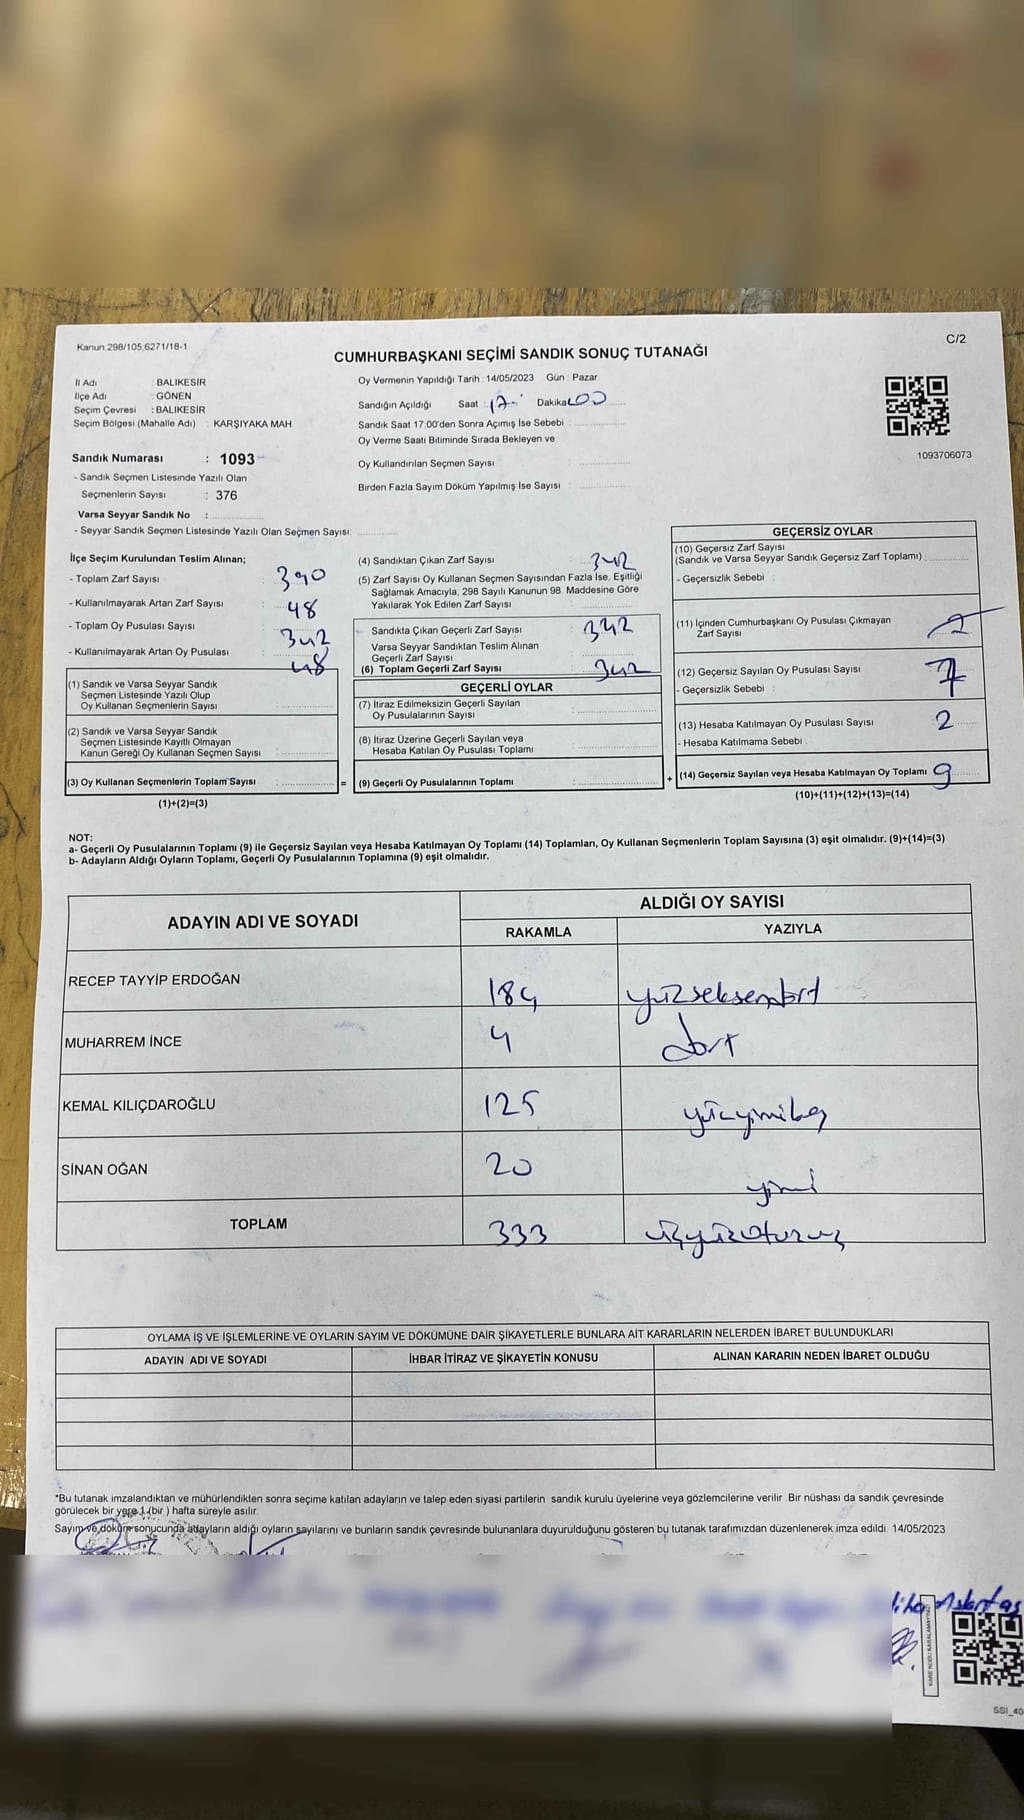 Kanun 298/105,6271/18-1
C/2
CUMHURBAŞKANI SEÇİMİ SANDIK SONUÇ TUTANAĞI
İl Adı : BALIKESİR
İlçe Adı : GÖNEN
Seçim Çevresi : BALIKESİR
Seçim Bölgesi (Mahalle Adı) : KARŞIYAKA MAH
Sandık Numarası : 1093
- Sandık Seçmen Listesinde Yazılı Olan
Seçmenlerin Sayısı : 376
Varsa Seyyar Sandık No :
- Seyyar Sandık Seçmen Listesinde Yazılı Olan Seçmen Sayısı:
Oy Vermenin Yapıldığı Tarih : 14/05/2023 Gün : Pazar
Sandığın Açıldığı Saat : 17 Dakika 00
Sandık Saat 17.00'den Sonra Açımış İse Sebebi :
Oy Verme Saati Bitiminde Sırada Bekleyen ve
Oy Kullandırılan Seçmen Sayısı :
Birden Fazla Sayım Döküm Yapılmış İse Sayısı :
1093706073
İlçe Seçim Kurulundan Teslim Alınan;
- Toplam Zarf Sayısı : 390
- Kullanılmayarak Artan Zarf Sayısı : 48
- Toplam Oy Pusulası Sayısı : 342
- Kullanılmayarak Artan Oy Pusulası : 48
(1) Sandık ve Varsa Seyyar Sandık
Seçmen Listesinde Yazılı Olup
Oy Kullanan Seçmenlerin Sayısı :
(2) Sandık ve Varsa Seyyar Sandık
Seçmen Listesinde Kayıtlı Olmayan
Kanun Gereği Oy Kullanan Seçmen Sayısı :
(3) Oy Kullanan Seçmenlerin Toplam Sayısı : =
(1)+(2)=(3)
(4) Sandıktan Çıkan Zarf Sayısı : 342
(5) Zarf Sayısı Oy Kullanan Seçmen Sayısından Fazla İse, Eşitliği
Sağlamak Amacıyla, 298 Sayılı Kanunun 98. Maddesine Göre
Yakılarak Yok Edilen Zarf Sayısı :
Sandıkta Çıkan Geçerli Zarf Sayısı : 342
Varsa Seyyar Sandıktan Teslim Alınan
Geçerli Zarf Sayısı :
(6) Toplam Geçerli Zarf Sayısı : 342
GEÇERLİ OYLAR
(7) İtiraz Edilmeksizin Geçerli Sayılan
Oy Pusulalarının Sayısı :
(8) İtiraz Üzerine Geçerli Sayılan veya
Hesaba Katılan Oy Pusulası Toplamı :
(9) Geçerli Oy Pusulalarının Toplamı : +
GEÇERSİZ OYLAR
(10) Geçersiz Zarf Sayısı
(Sandık ve Varsa Seyyar Sandık Geçersiz Zarf Toplamı) :
- Geçersizlik Sebebi :
(11) İçinden Cumhurbaşkanı Oy Pusulası Çıkmayan
Zarf Sayısı :
(12) Geçersiz Sayılan Oy Pusulası Sayısı : 7
- Geçersizlik Sebebi :
(13) Hesaba Katılmayan Oy Pusulası Sayısı : 2
- Hesaba Katılmama Sebebi :
(14) Geçersiz Sayılan veya Hesaba Katılmayan Oy Toplamı : 9
(10)+(11)+(12)+(13)=(14)
NOT:
a- Geçerli Oy Pusulalarının Toplamı (9) ile Geçersiz Sayılan veya Hesaba Katılmayan Oy Toplamı (14) Toplamları, Oy Kullanan Seçmenlerin Toplam Sayısına (3) eşit olmalıdır. (9)+(14)=(3)
b- Adayların Aldığı Oyların Toplamı, Geçerli Oy Pusulalarının Toplamına (9) eşit olmalıdır.
ADAYIN ADI VE SOYADI
ALDIĞI OY SAYISI
RAKAMLA YAZIYLA
RECEP TAYYİP ERDOĞAN 184 yüzseksendört
MUHARREM İNCE 4 dört
KEMAL KILIÇDAROĞLU 125 yüzyirmibeş
SİNAN OĞAN 20 yirmi
TOPLAM 333 üçyüzotuzüç
OYLAMA İŞ VE İŞLEMLERİNE VE OYLARIN SAYIM VE DÖKÜMÜNE DAİR ŞİKAYETLERLE BUNLARA AİT KARARLARIN NELERDEN İBARET BULUNDUKLARI
ADAYIN ADI VE SOYADI İHBAR İTİRAZ VE ŞİKAYETİN KONUSU ALINAN KARARIN NEDEN İBARET OLDUĞU
*Bu tutanak imzalandıktan ve mühürlendikten sonra seçime katılan adayların ve talep eden siyasi partilerin sandık kurulu üyelerine veya gözlemcilerine verilir. Bir nüshası da sandık çevresinde
görülecek bir yere 1 (bir ) hafta süreyle asılır.
Sayım ve döküm sonucunda adayların aldığı oyların sayılarını ve bunların sandık çevresinde bulunanlara duyurulduğunu gösteren bu tutanak tarafımızdan düzenlenerek imza edildi. 14/05/2023
SSI_40